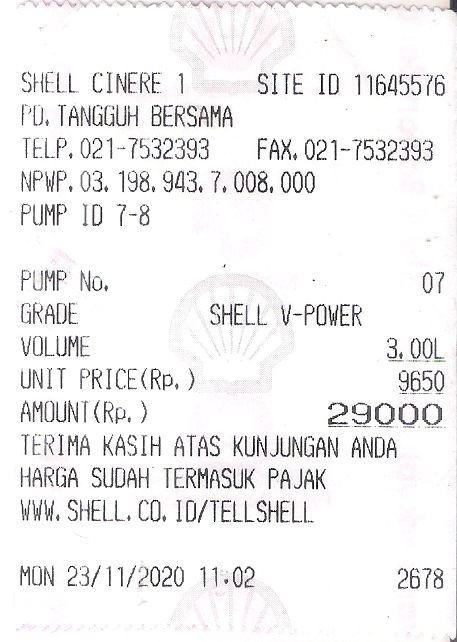 SHELL CINERE 1 SITE ID 11645576
PD. TANGGUH BERSAMA
TELP. 021-7532393 FAX. 021-7532393
NPWP. 03. 198. 943. 7. 008. 000
PUMP ID 7-8
PUMP No. 07
GRADE SHELL V-POWER
VOLUME 3.00L
UNIT PRICE(Rp. ) 9650
AMOUNT(Rp. ) 29000
TERIMA KASIH ATAS KUNJUNGAN ANDA
HARGA SUDAH TERMASUK PAJAK
WWW. SHELL. CO. ID/TELLSHELL
MON 23/11/2020 11.02 2678